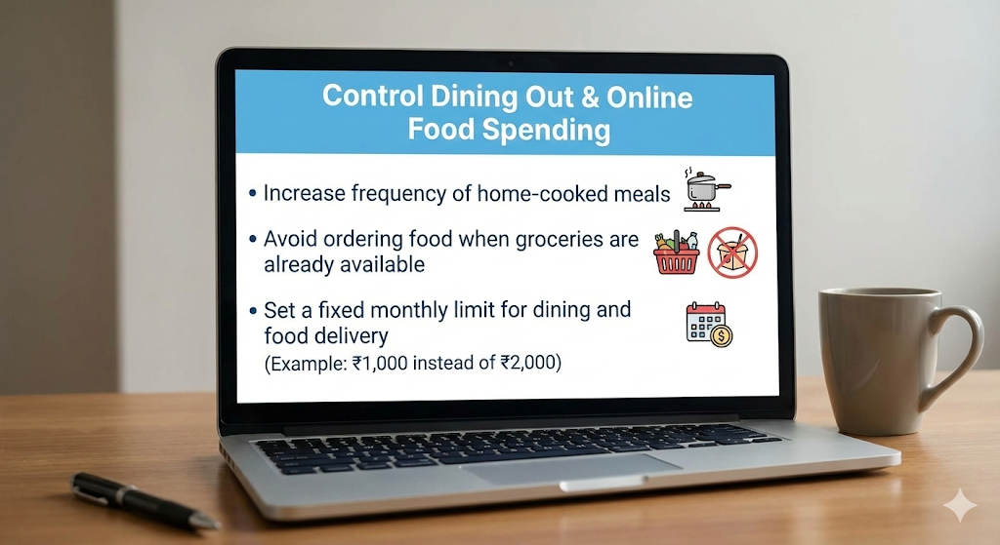 Control Dining Out & Online
Food Spending
• Increase frequency of home-cooked meals
• Avoid ordering food when groceries are
already available
• Set a fixed monthly limit for dining and
food delivery
(Example: ₹1,000 instead of ₹2,000)
$